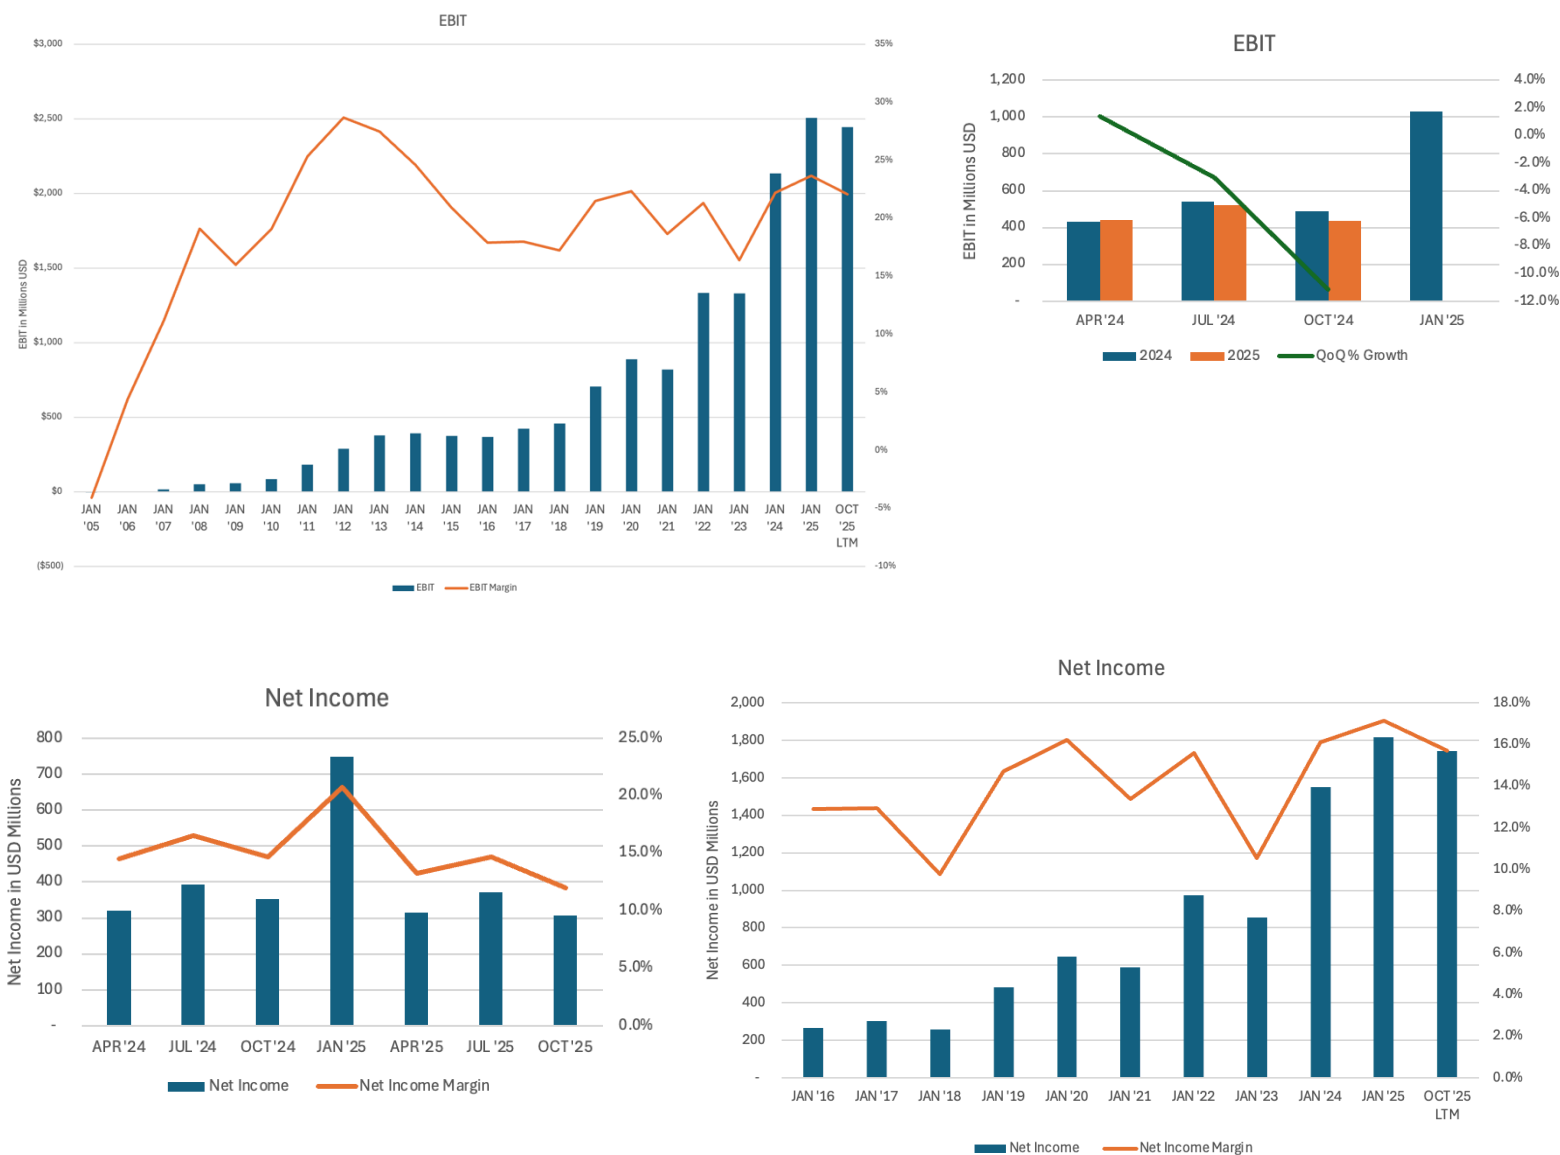 EBIT
$3,000
$2,500
$2,000
$1,500
$1,000
$500
$0
($500)
EBIT in Millions USD
35%
30%
25%
20%
15%
10%
5%
0%
-5%
-10%
JAN '05
JAN '06
JAN '07
JAN '08
JAN '09
JAN '10
JAN '11
JAN '12
JAN '13
JAN '14
JAN '15
JAN '16
JAN '17
JAN '18
JAN '19
JAN '20
JAN '21
JAN '22
JAN '23
JAN '24
JAN '25
OCT '25 LTM
EBIT EBIT Margin
EBIT
1,200
1,000
800
600
400
200
-
EBIT in Millions USD
4.0%
2.0%
0.0%
-2.0%
-4.0%
-6.0%
-8.0%
-10.0%
-12.0%
APR '24 JUL '24 OCT '24 JAN '25
2024 2025 QoQ % Growth
Net Income
800
700
600
500
400
300
200
100
-
Net Income in USD Millions
25.0%
20.0%
15.0%
10.0%
5.0%
0.0%
APR '24 JUL '24 OCT '24 JAN '25 APR '25 JUL '25 OCT '25
Net Income Net Income Margin
Net Income
2,000
1,800
1,600
1,400
1,200
1,000
800
600
400
200
-
Net Income in USD Millions
18.0%
16.0%
14.0%
12.0%
10.0%
8.0%
6.0%
4.0%
2.0%
0.0%
JAN '16 JAN '17 JAN '18 JAN '19 JAN '20 JAN '21 JAN '22 JAN '23 JAN '24 JAN '25 OCT '25
LTM
Net Income Net Income Margin